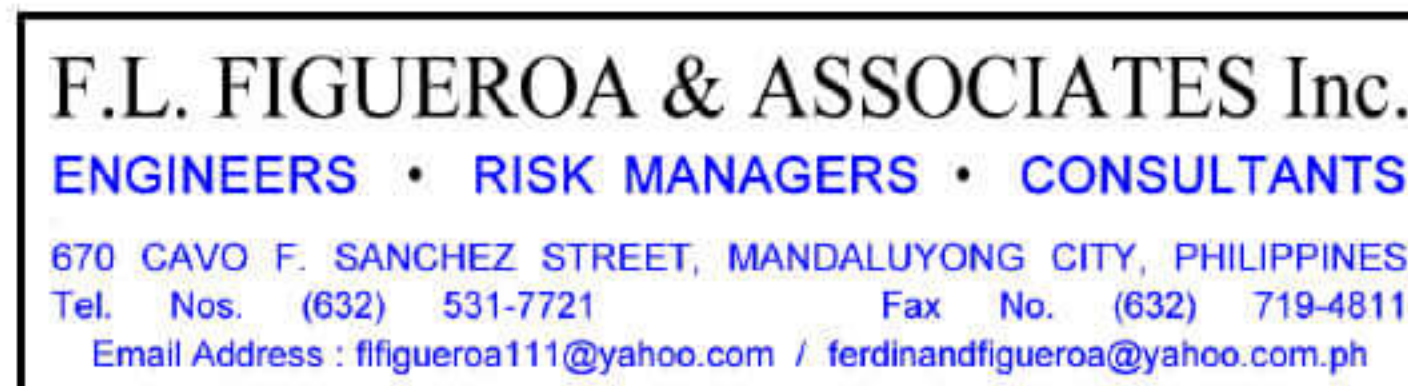 F.L. FIGUEROA & ASSOCIATES Inc.
ENGINEERS • RISK MANAGERS • CONSULTANTS
670 CAVO F. SANCHEZ STREET, MANDALUYONG CITY, PHILIPPINES
Tel. Nos. (632) 531-7721 Fax No. (632) 719-4811
Email Address : flfigueroa111@yahoo.com / ferdinandfigueroa@yahoo.com.ph